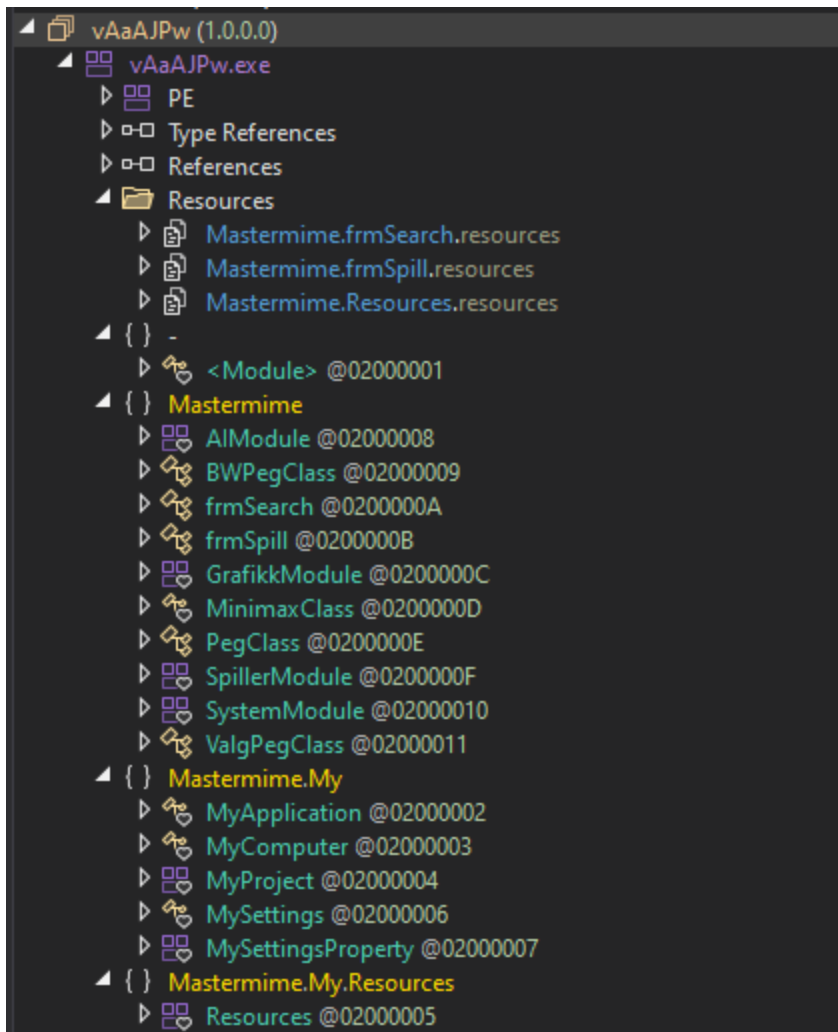 vAaAJPw (1.0.0.0)
vAaAJPw.exe
PE
Type References
References
Resources
Mastermime.frmSearch.resources
Mastermime.frmSpill.resources
Mastermime.Resources.resources
{ } -
<Module> @02000001
{ } Mastermime
AIModule @02000008
BWPegClass @02000009
frmSearch @0200000A
frmSpill @0200000B
GrafikkModule @0200000C
MinimaxClass @0200000D
PegClass @0200000E
SpillerModule @0200000F
SystemModule @02000010
ValgPegClass @02000011
{ } Mastermime.My
MyApplication @02000002
MyComputer @02000003
MyProject @02000004
MySettings @02000006
MySettingsProperty @02000007
{ } Mastermime.My.Resources
Resources @02000005